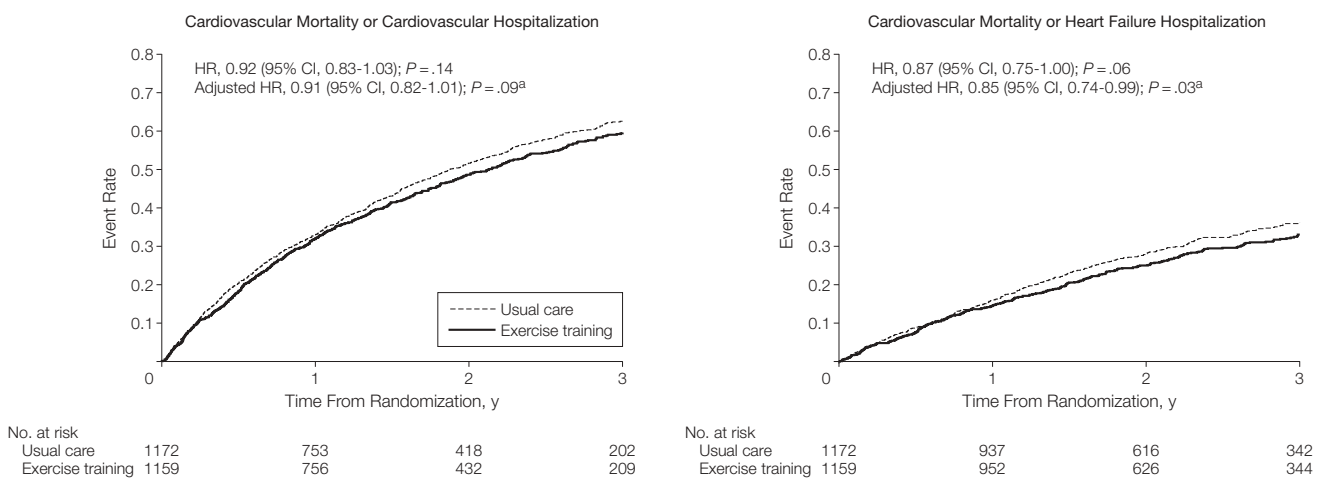 Cardiovascular Mortality or Cardiovascular Hospitalization
HR, 0.92 (95% CI, 0.83-1.03); P = .14
Adjusted HR, 0.91 (95% CI, 0.82-1.01); P = .09a
Event Rate
0.8
0.7
0.6
0.5
0.4
0.3
0.2
0.1
0
1
2
3
Usual care
Exercise training
Time From Randomization, y
No. at risk
Usual care 1172 753 418 202
Exercise training 1159 756 432 209
Cardiovascular Mortality or Heart Failure Hospitalization
HR, 0.87 (95% CI, 0.75-1.00); P = .06
Adjusted HR, 0.85 (95% CI, 0.74-0.99); P = .03a
Event Rate
0.8
0.7
0.6
0.5
0.4
0.3
0.2
0.1
0
1
2
3
Time From Randomization, y
No. at risk
Usual care 1172 937 616 342
Exercise training 1159 952 626 344